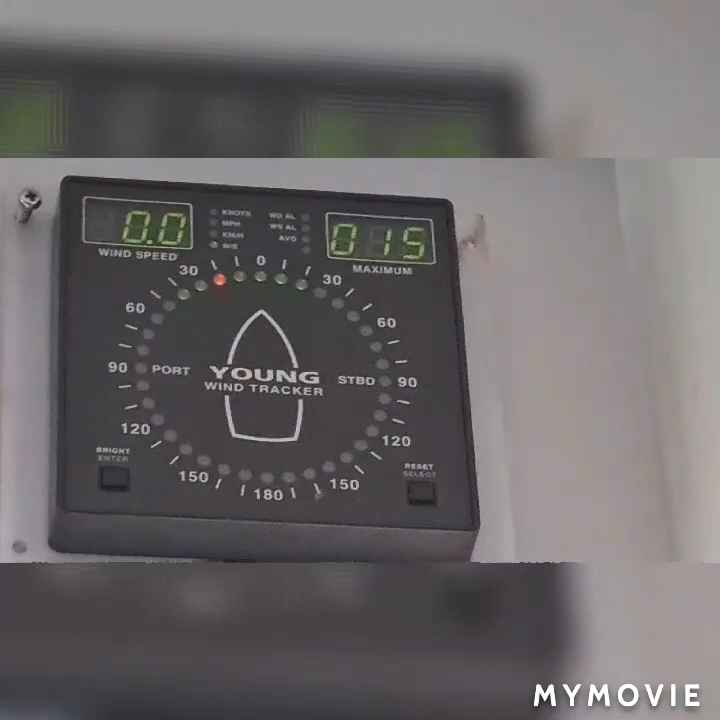 0.0
WIND SPEED
KNOTS
MPH
KM/H
M/S
WD AL
WS AL
AVG
015
MAXIMUM
30 0 30
60 60
90 PORT YOUNG STBD 90
WIND TRACKER
120 120
150 180 150
BRIGHT
ENTER
RESET
SELECT
MYMOVIE